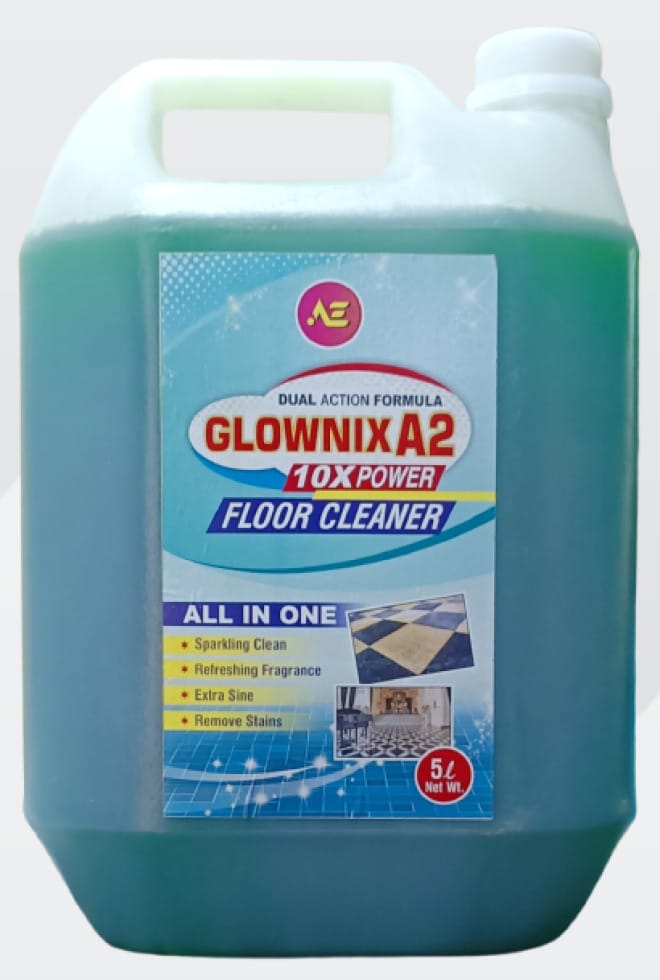 AE
DUAL ACTION FORMULA
GLOWNIX A2
10X POWER
FLOOR CLEANER
ALL IN ONE
Sparkling Clean
Refreshing Fragrance
Extra Sine
Remove Stains
5ℓ
Net Wt.